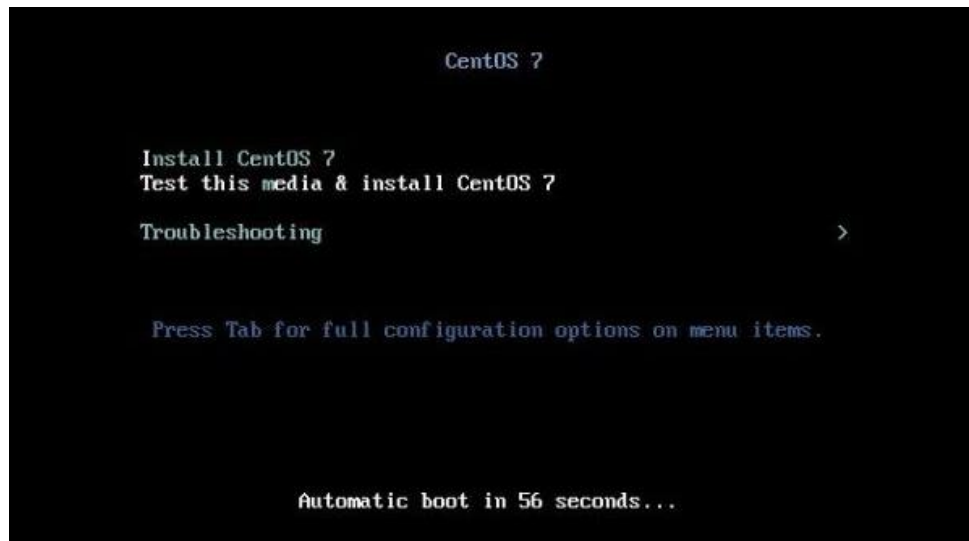 CentOS 7
Install CentOS 7
Test this media & install CentOS 7
Troubleshooting >
Press Tab for full configuration options on menu items.
Automatic boot in 56 seconds...